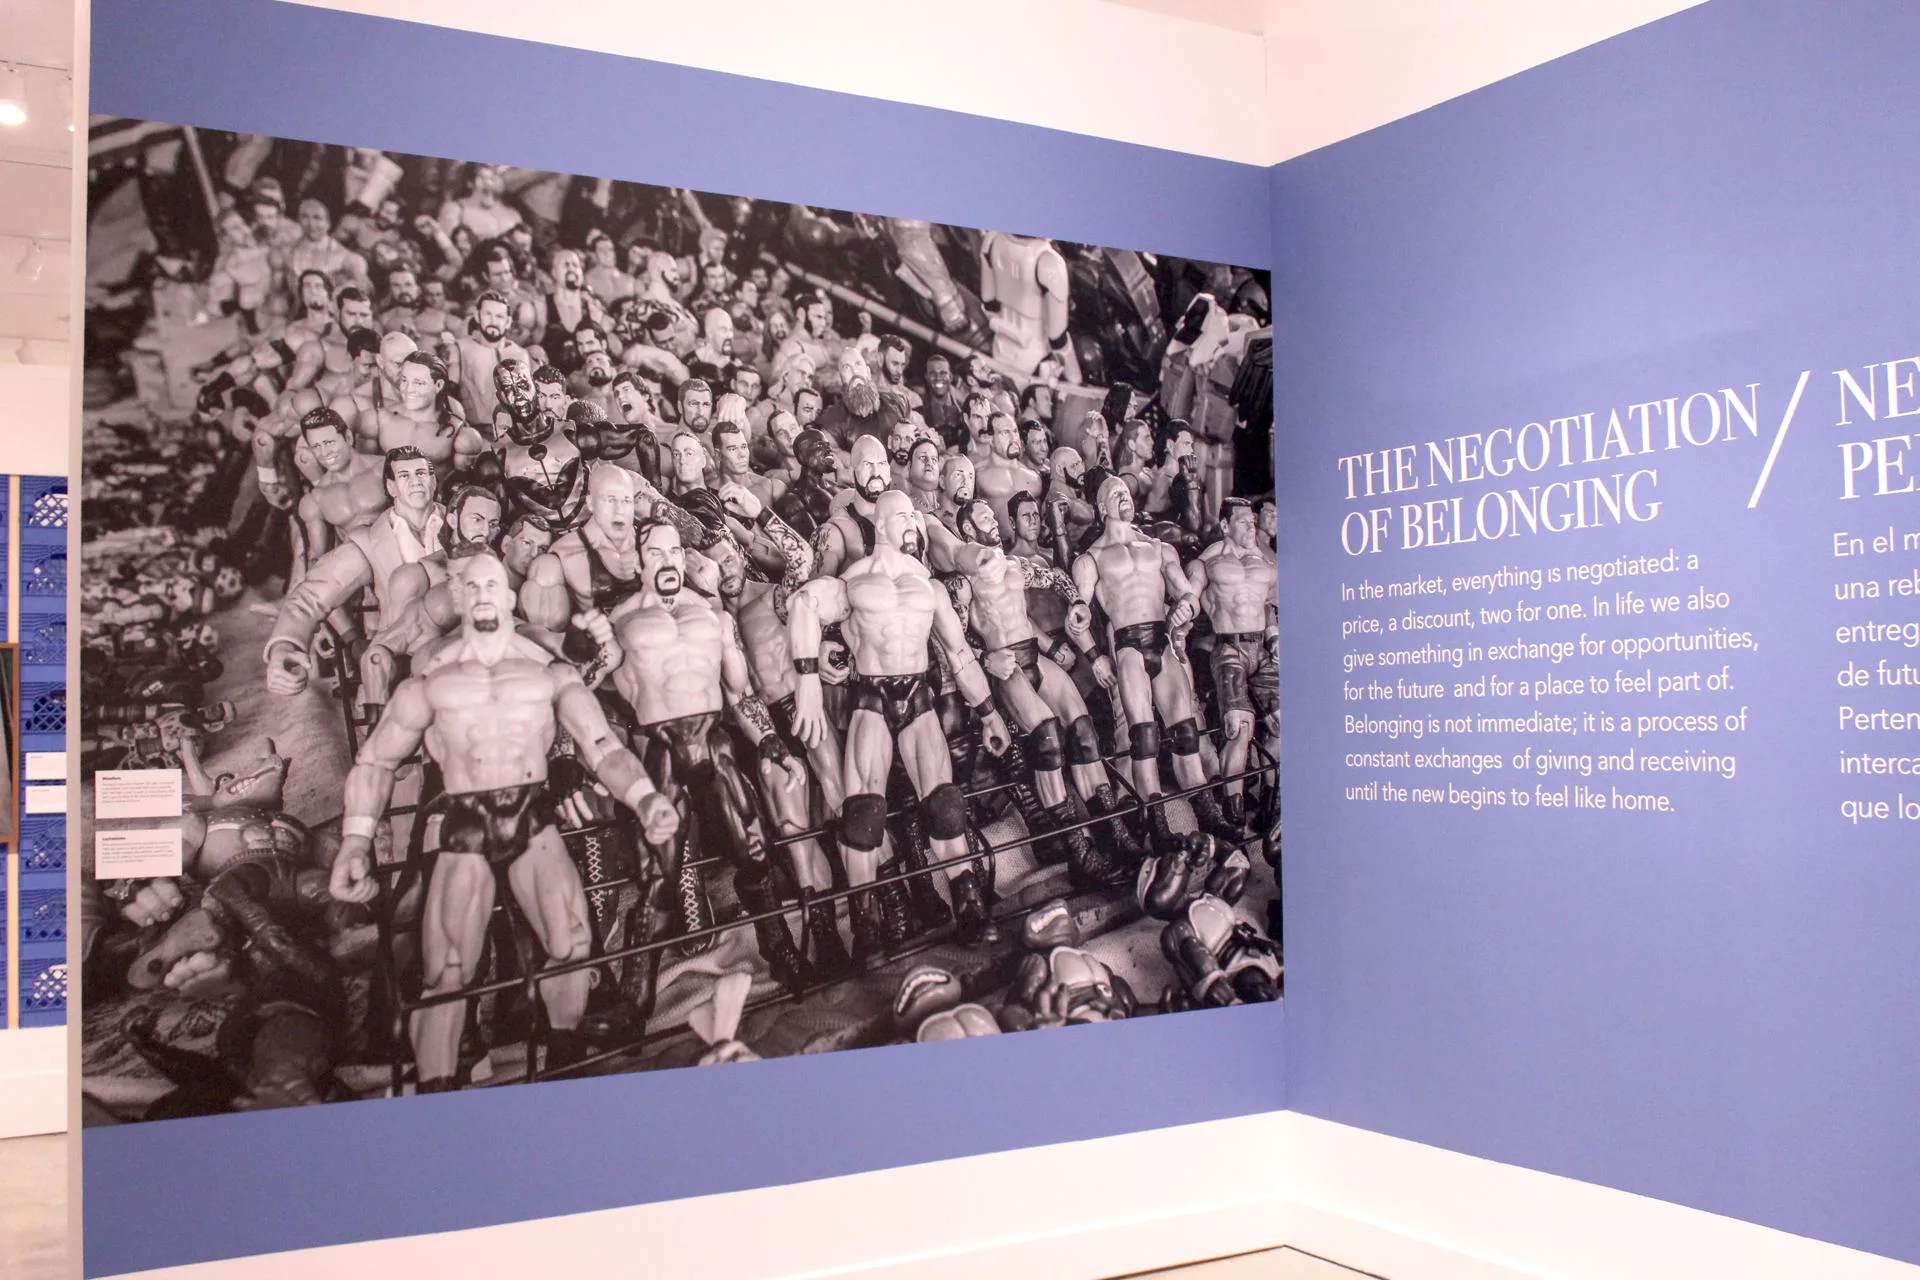 THE NEGOTIATION
OF BELONGING
In the market, everything is negotiated: a
price, a discount, two for one. In life we also
give something in exchange for opportunities,
for the future and for a place to feel part of.
Belonging is not immediate; it is a process of
constant exchanges of giving and receiving
until the new begins to feel like home.
/
NE
PE
En el m
una reb
entreg
de futu
Perten
interca
que lo